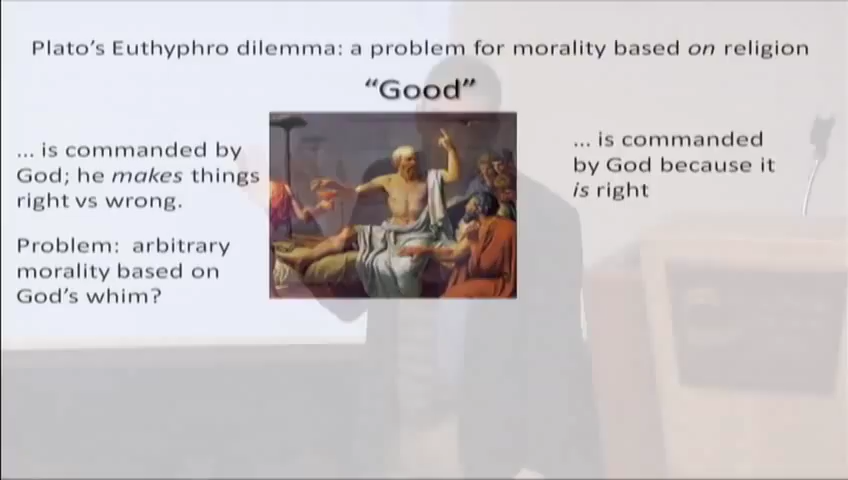 Plato's Euthyphro dilemma: a problem for morality based on religion
“Good”
... is commanded by
God; he makes things
right vs wrong.
Problem: arbitrary
morality based on
God's whim?
... is commanded
by God because it
is right